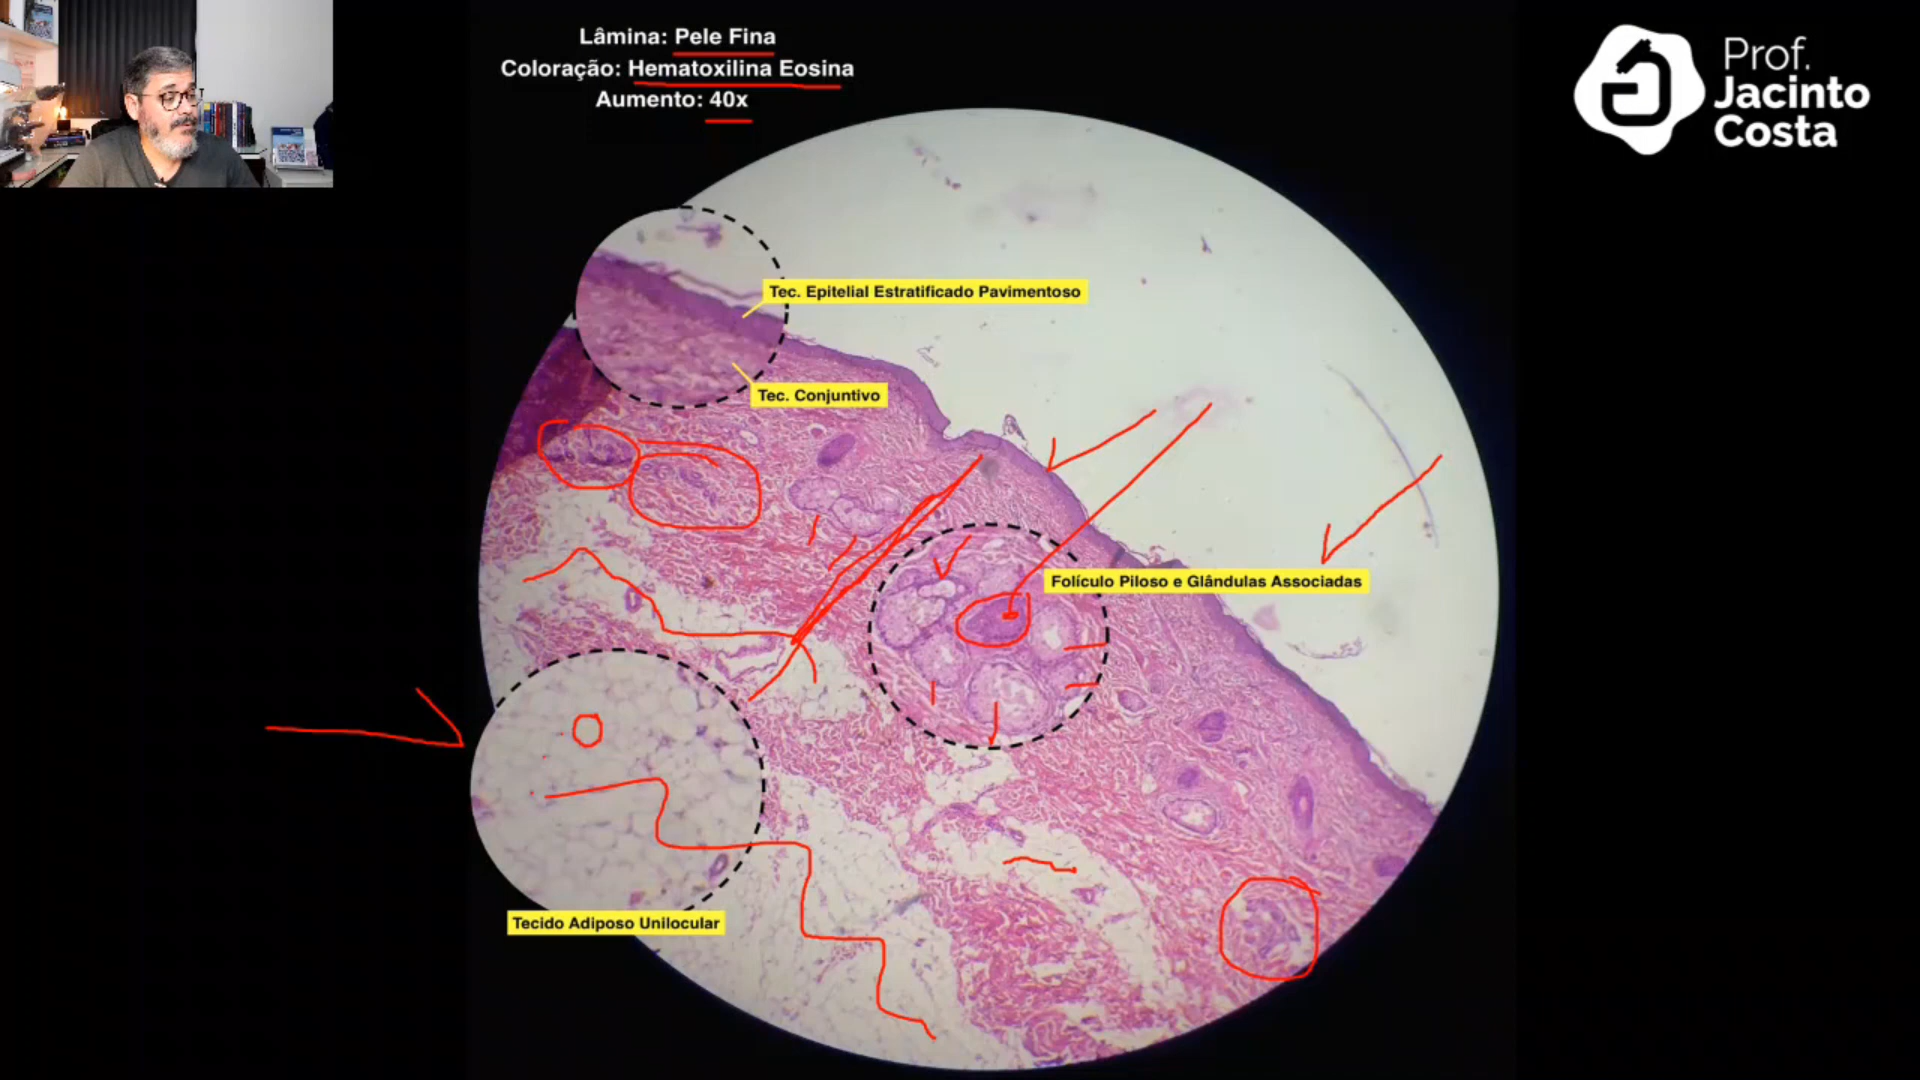 Lâmina: Pele Fina
Coloração: Hematoxilina Eosina
Aumento: 40x
Prof.
Jacinto
Costa
Tec. Epitelial Estratificado Pavimentoso
Tec. Conjuntivo
Folículo Piloso e Glândulas Associadas
Tecido Adiposo Unilocular